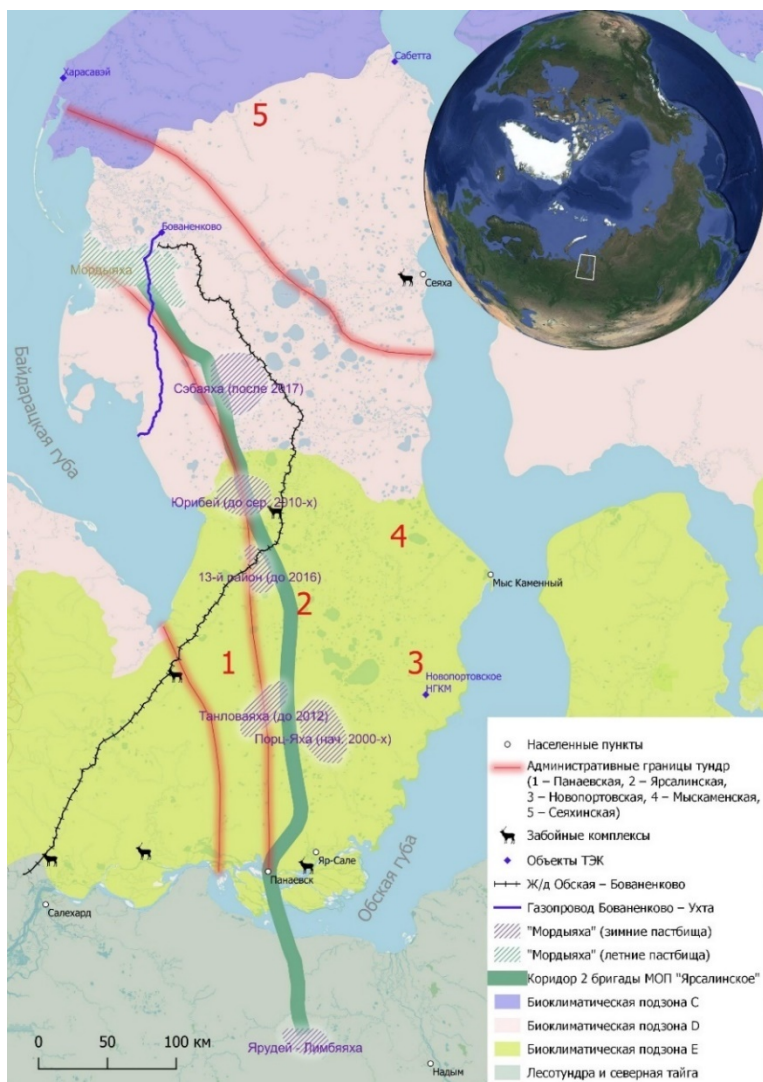 Харасавэй
Сабетта
5
Бованенково
Мордыяха
Сеяха
Байдарацкая губа
Сэбаяха (после 2017)
Юрибей (до сер. 2010-х)
4
13-й район (до 2016)
Мыс Каменный
2
1
3
Новопортовское
НГКМ
Танловаяха (до 2012)
Порц-Яха (нач. 2000-х)
Яр-Сале
Панаевск
Обская губа
Салехард
Ярудей - Лимбяяха
Надым
0 50 100 км
Населенные пункты
Административные границы тундр
(1 – Панаевская, 2 – Ярсалинская,
3 – Новопортовская, 4 – Мыскаменская,
5 – Сеяхинская)
Забойные комплексы
Объекты ТЭК
Ж/д Обская – Бованенково
Газопровод Бованенково – Ухта
"Мордыяха" (зимние пастбища)
"Мордыяха" (летние пастбища)
Коридор 2 бригады МОП "Ярсалинское"
Биоклиматическая подзона C
Биоклиматическая подзона D
Биоклиматическая подзона E
Лесотундра и северная тайга